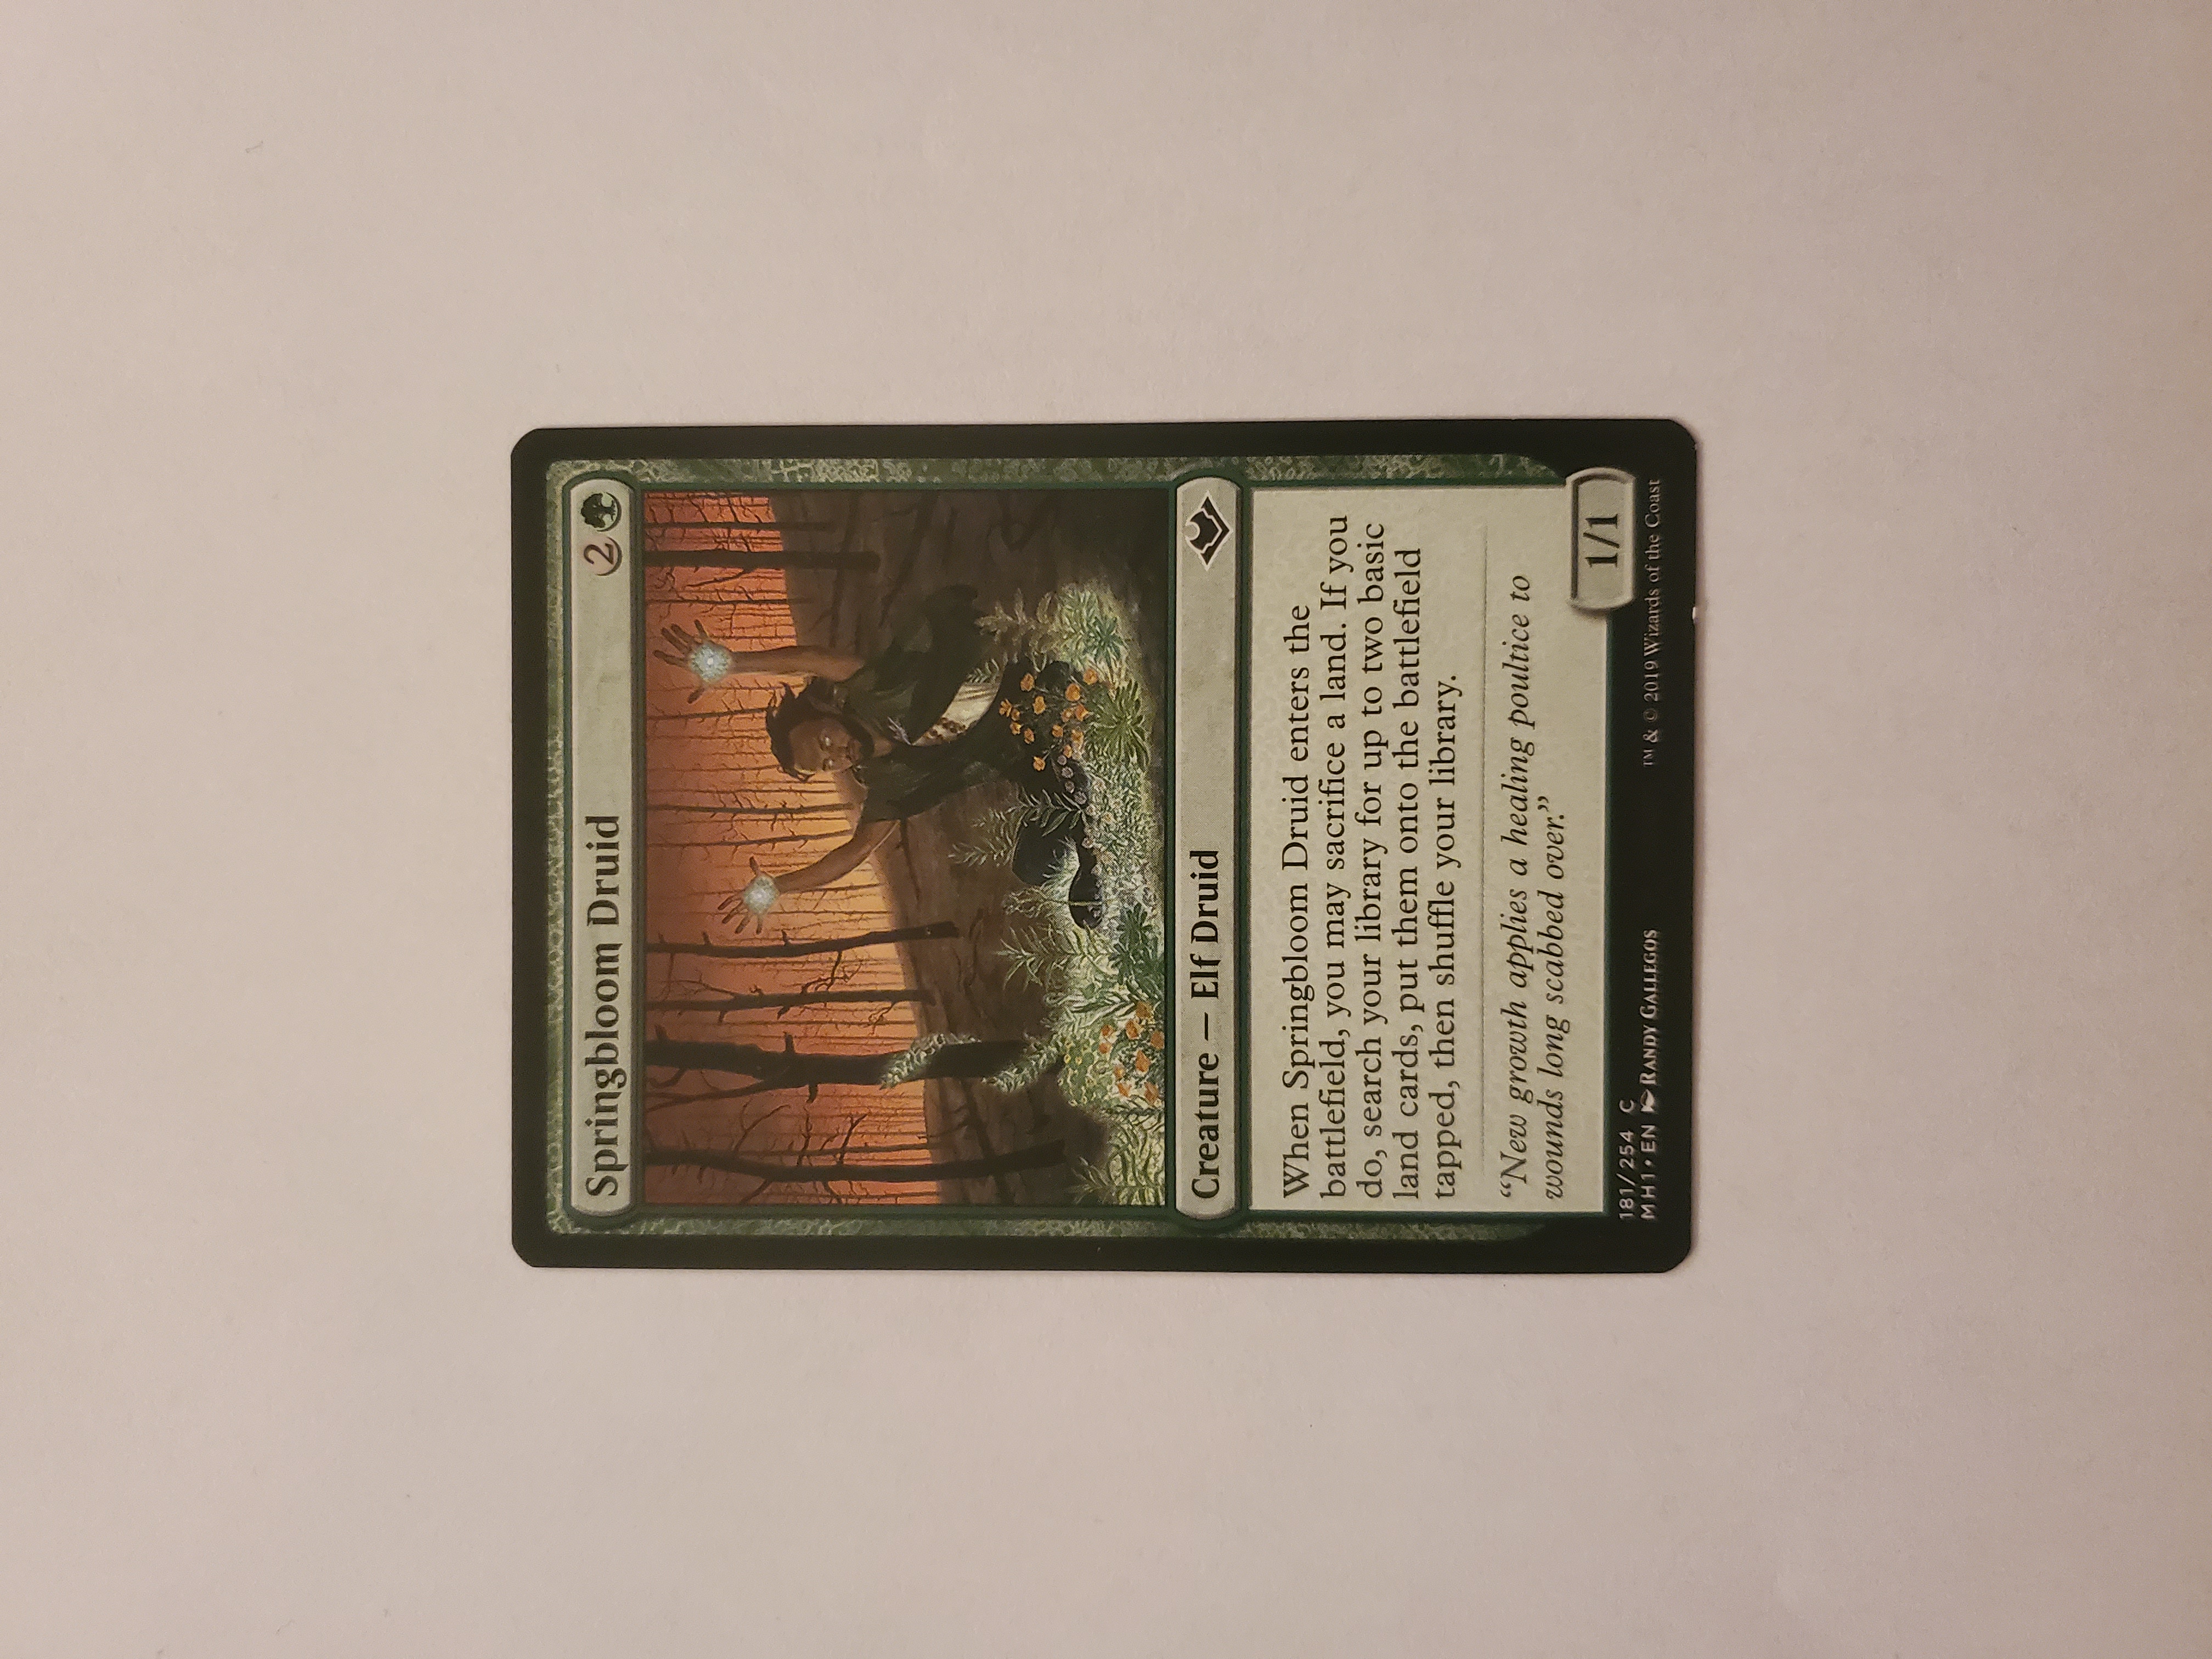 Springbloom Druid 2
Creature — Elf Druid
When Springbloom Druid enters the
battlefield, you may sacrifice a land. If you
do, search your library for up to two basic
land cards, put them onto the battlefield
tapped, then shuffle your library.
“New growth applies a healing poultice to
wounds long scabbed over.”
1/1
181/254 C
MH1 • EN RANDY GALLEGOS
™ & © 2019 Wizards of the Coast